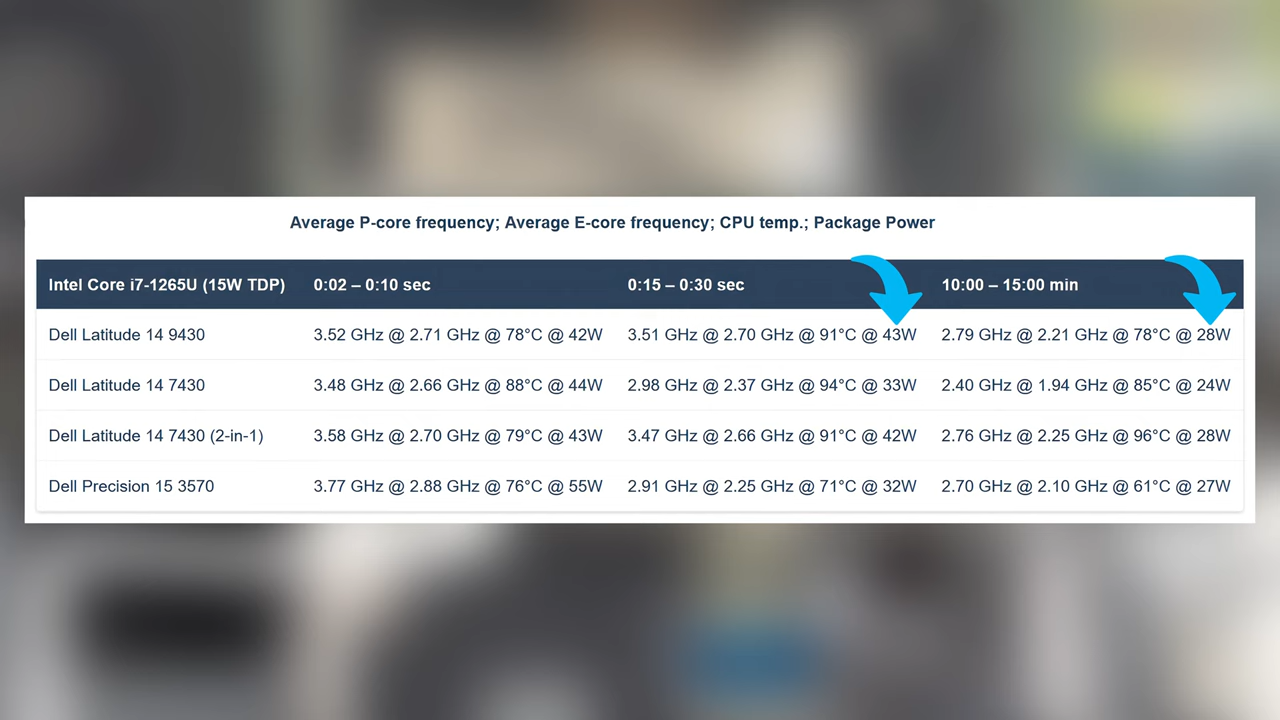 Average P-core frequency; Average E-core frequency; CPU temp.; Package Power
Intel Core i7-1265U (15W TDP) 0:02 – 0:10 sec 0:15 – 0:30 sec 10:00 – 15:00 min
Dell Latitude 14 9430 3.52 GHz @ 2.71 GHz @ 78°C @ 42W 3.51 GHz @ 2.70 GHz @ 91°C @ 43W 2.79 GHz @ 2.21 GHz @ 78°C @ 28W
Dell Latitude 14 7430 3.48 GHz @ 2.66 GHz @ 88°C @ 44W 2.98 GHz @ 2.37 GHz @ 94°C @ 33W 2.40 GHz @ 1.94 GHz @ 85°C @ 24W
Dell Latitude 14 7430 (2-in-1) 3.58 GHz @ 2.70 GHz @ 79°C @ 43W 3.47 GHz @ 2.66 GHz @ 91°C @ 42W 2.76 GHz @ 2.25 GHz @ 96°C @ 28W
Dell Precision 15 3570 3.77 GHz @ 2.88 GHz @ 76°C @ 55W 2.91 GHz @ 2.25 GHz @ 71°C @ 32W 2.70 GHz @ 2.10 GHz @ 61°C @ 27W